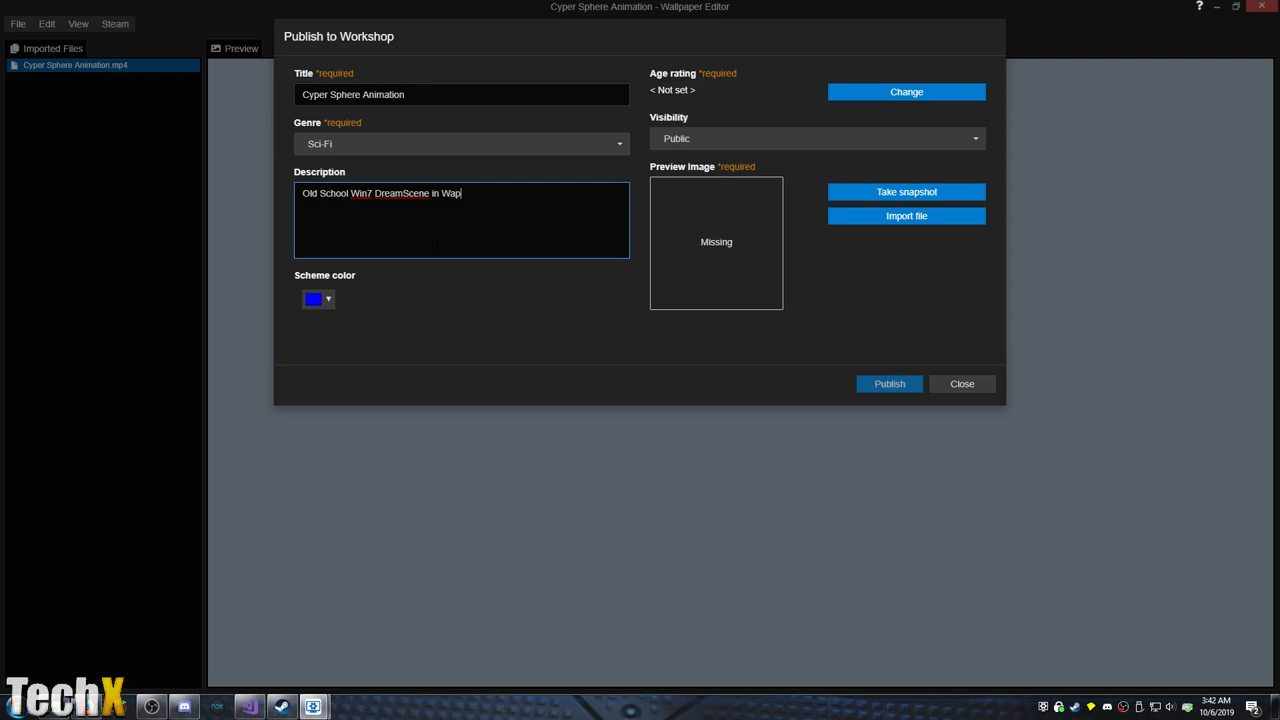 Cyper Sphere Animation - Wallpaper Editor
?
File Edit View Steam
Imported Files
Preview
Cyper Sphere Animation.mp4
Publish to Workshop
Title *required
Cyper Sphere Animation
Genre *required
Sci-Fi
Description
Old School Win7 DreamScene in Wap
Scheme color
Age rating *required
< Not set >
Change
Visibility
Public
Preview Image *required
Missing
Take snapshot
Import file
Publish
Close
TechX
nox
3:42 AM
10/6/2019
2